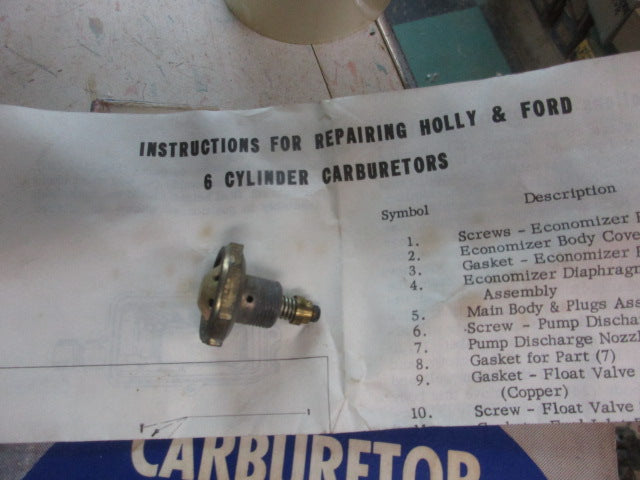 INSTRUCTIONS FOR REPAIRING HOLLY & FORD
6 CYLINDER CARBURETORS
Symbol Description
1. Screws - Economizer
2. Economizer Body Cove
3. Gasket - Economizer
4. Economizer Diaphrag
Assembly
5. Main Body & Plugs Ass
6. Screw - Pump Discha
7. Pump Discharge Nozzl
8. Gasket for Part (7)
9. Gasket - Float Valve
(Copper)
10. Screw - Float Valve
CARBURETOR